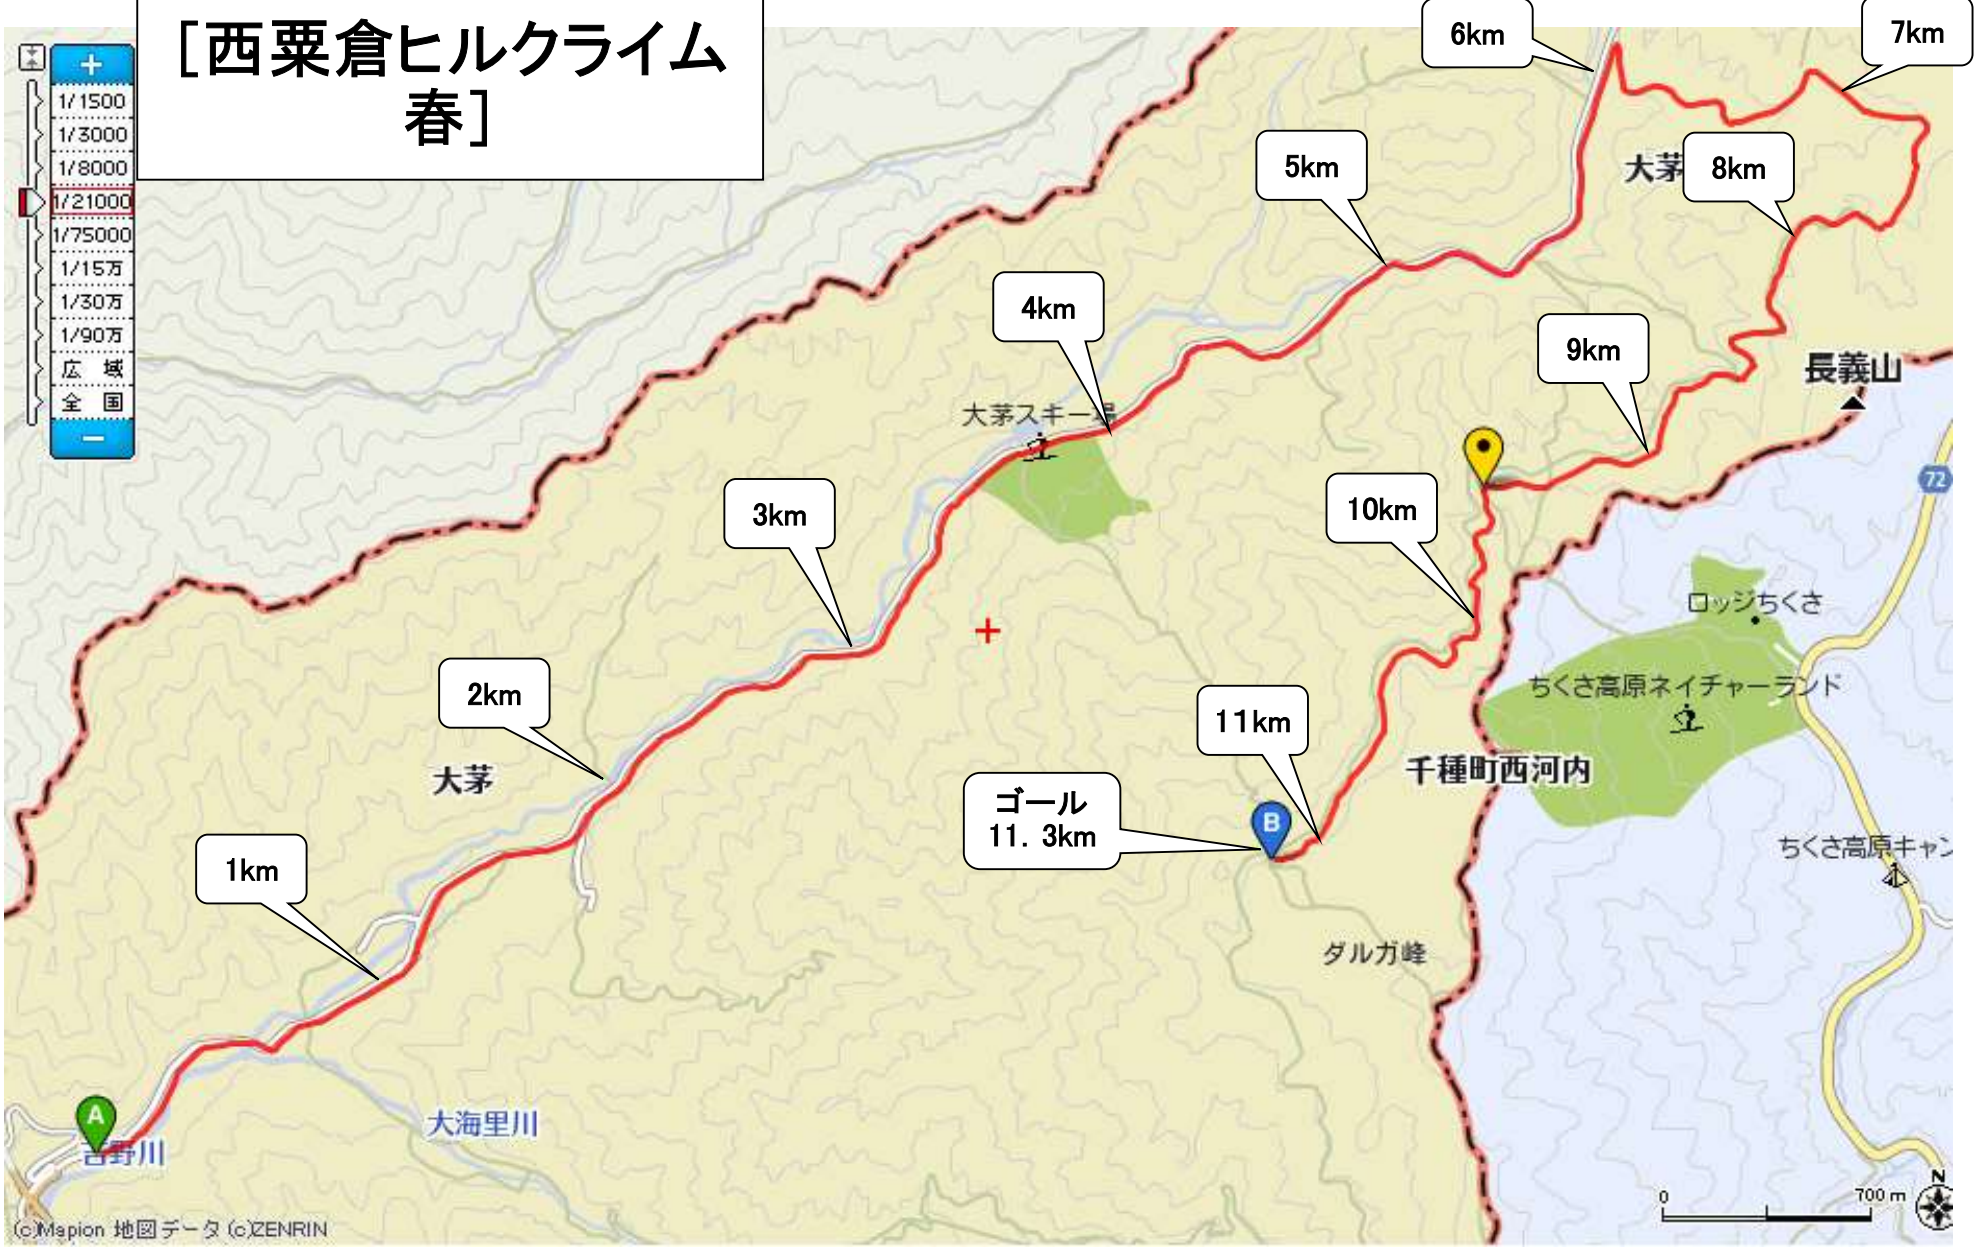 [西粟倉ヒルクライム
春]
1/1500
1/3000
1/8000
1/21000
1/75000
1/15万
1/30万
1/90万
広 域
全 国
6km
7km
5km
大茅
8km
4km
9km
長義山
大茅スキー場
72
3km
10km
ロッジちくさ
2km
ちくさ高原ネイチャーランド
11km
大茅
千種町西河内
ゴール
11. 3km
B
ちくさ高原キャン
1km
ダルガ峰
A
大海里川
吉野川
N
0
700 m
(c)Mapion 地図データ (c)ZENRIN